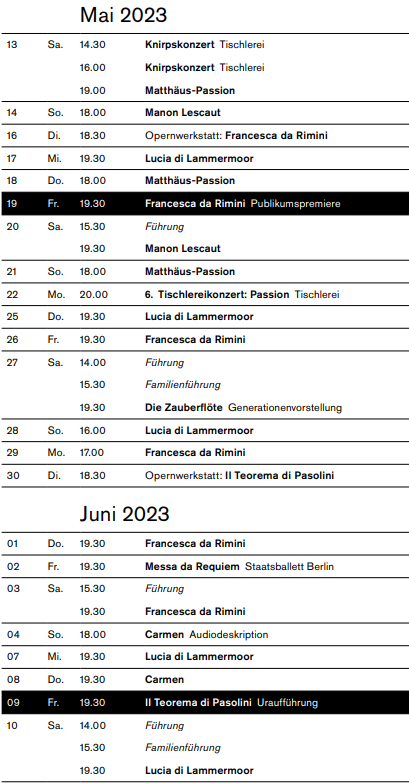 Mai 2023
13 Sa. 14.30 Knirpskonzert Tischlerei
16.00 Knirpskonzert Tischlerei
19.00 Matthäus-Passion
14 So. 18.00 Manon Lescaut
16 Di. 18.30 Opernwerkstatt: Francesca da Rimini
17 Mi. 19.30 Lucia di Lammermoor
18 Do. 18.00 Matthäus-Passion
19 Fr. 19.30 Francesca da Rimini Publikumspremiere
20 Sa. 15.30 Führung
19.30 Manon Lescaut
21 So. 18.00 Matthäus-Passion
22 Mo. 20.00 6. Tischlereikonzert: Passion Tischlerei
25 Do. 19.30 Lucia di Lammermoor
26 Fr. 19.30 Francesca da Rimini
27 Sa. 14.00 Führung
15.30 Familienführung
19.30 Die Zauberflöte Generationenvorstellung
28 So. 16.00 Lucia di Lammermoor
29 Mo. 17.00 Francesca da Rimini
30 Di. 18.30 Opernwerkstatt: Il Teorema di Pasolini
Juni 2023
01 Do. 19.30 Francesca da Rimini
02 Fr. 19.30 Messa da Requiem Staatsballett Berlin
03 Sa. 15.30 Führung
19.30 Francesca da Rimini
04 So. 18.00 Carmen Audiodeskription
07 Mi. 19.30 Lucia di Lammermoor
08 Do. 19.30 Carmen
09 Fr. 19.30 Il Teorema di Pasolini Uraufführung
10 Sa. 14.00 Führung
15.30 Familienführung
19.30 Lucia di Lammermoor